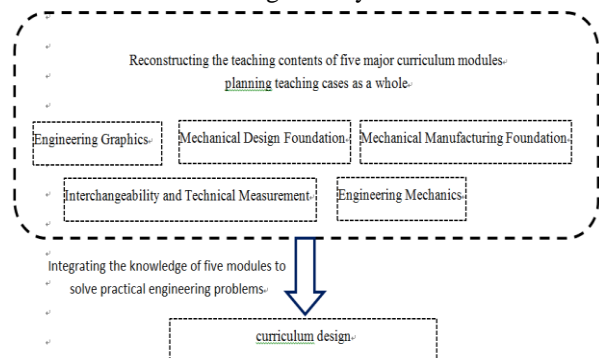 Reconstructing the teaching contents of five major curriculum modules
planning teaching cases as a whole
Engineering Graphics
Mechanical Design Foundation
Mechanical Manufacturing Foundation
Interchangeability and Technical Measurement
Engineering Mechanics
Integrating the knowledge of five modules to
solve practical engineering problems
curriculum design